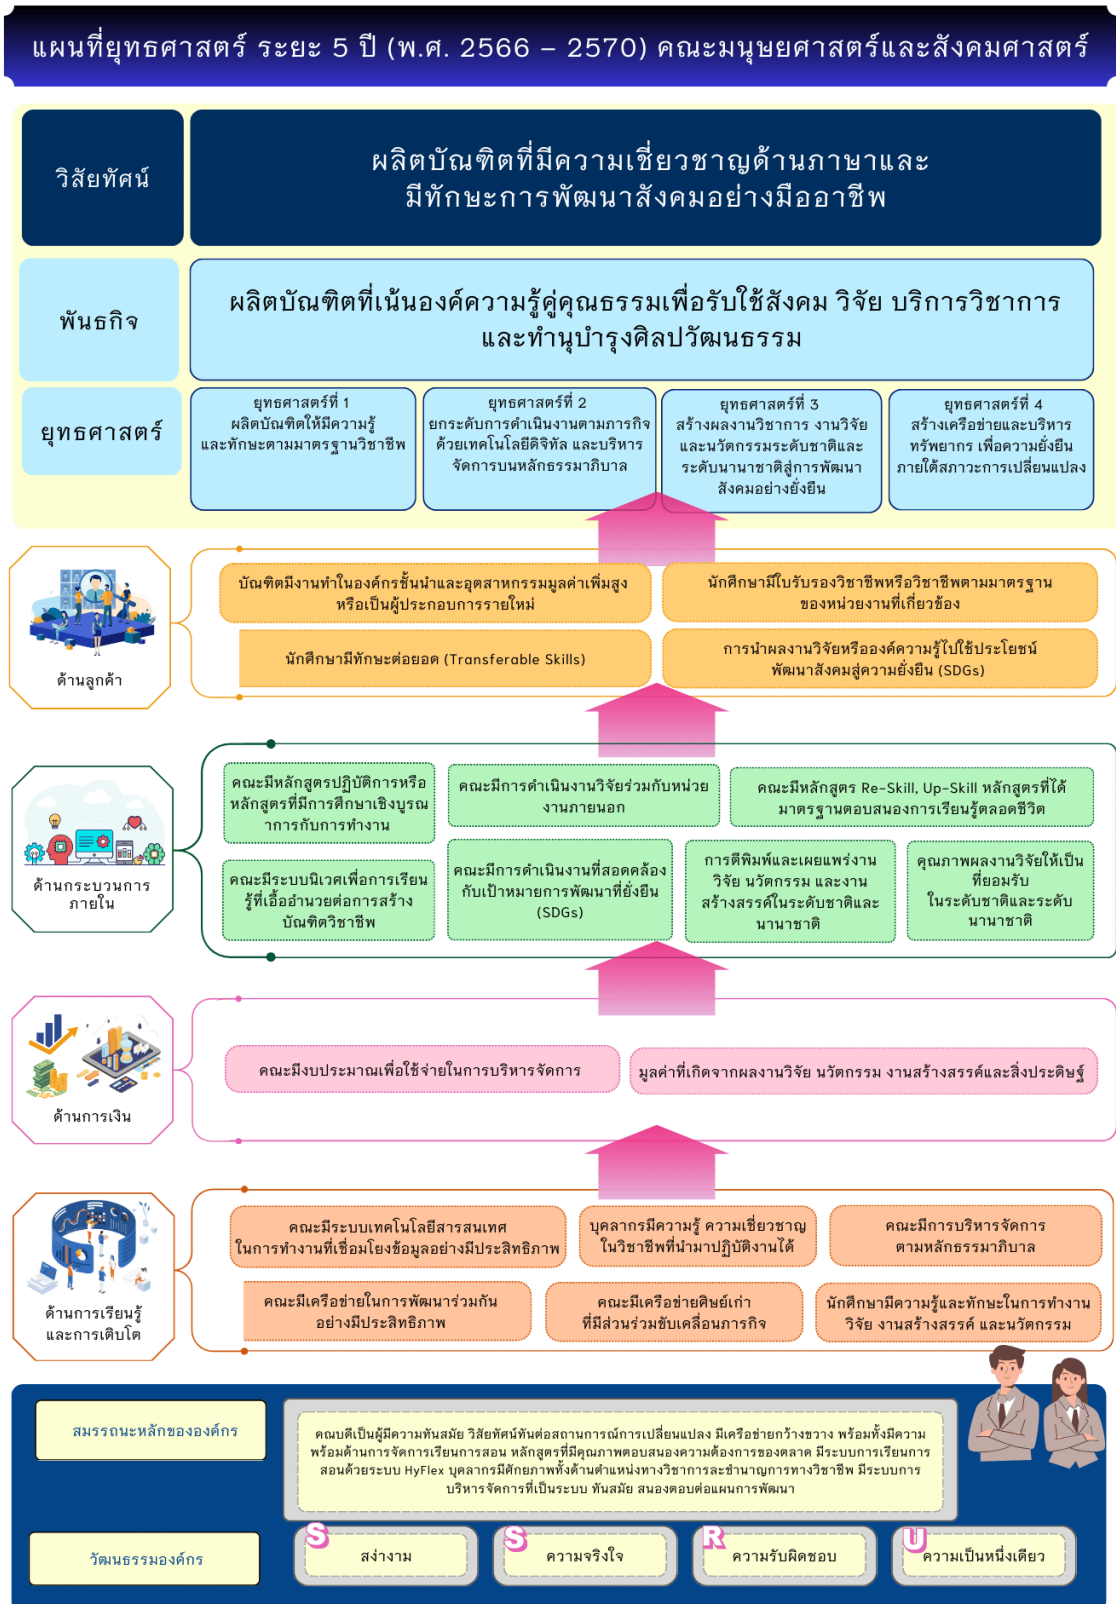 แผนที่ยุทธศาสตร์ ระยะ 5 ปี (พ.ศ. 2566 – 2570) คณะมนุษยศาสตร์และสังคมศาสตร์
วิสัยทัศน์
ผลิตบัณฑิตที่มีความเชี่ยวชาญด้านภาษาและ
มีทักษะการพัฒนาสังคมอย่างมืออาชีพ
พันธกิจ
ผลิตบัณฑิตที่เน้นองค์ความรู้คู่คุณธรรมเพื่อรับใช้สังคม วิจัย บริการวิชาการ
และทำนุบำรุงศิลปวัฒนธรรม
ยุทธศาสตร์
ยุทธศาสตร์ที่ 1
ผลิตบัณฑิตให้มีความรู้
และทักษะตามมาตรฐานวิชาชีพ
ยุทธศาสตร์ที่ 2
ยกระดับการดำเนินงานตามภารกิจ
ด้วยเทคโนโลยีดิจิทัล และบริหาร
จัดการบนหลักธรรมาภิบาล
ยุทธศาสตร์ที่ 3
สร้างผลงานวิชาการ งานวิจัย
และนวัตกรรมระดับชาติและ
ระดับนานาชาติสู่การพัฒนา
สังคมอย่างยั่งยืน
ยุทธศาสตร์ที่ 4
สร้างเครือข่ายและบริหาร
ทรัพยากร เพื่อความยั่งยืน
ภายใต้สภาวะการเปลี่ยนแปลง
ด้านลูกค้า
บัณฑิตมีงานทำในองค์กรชั้นนำและอุตสาหกรรมมูลค่าเพิ่มสูง
หรือเป็นผู้ประกอบการรายใหม่
นักศึกษามีใบรับรองวิชาชีพหรือวิชาชีพตามมาตรฐาน
ของหน่วยงานที่เกี่ยวข้อง
นักศึกษามีทักษะต่อยอด (Transferable Skills)
การนำผลงานวิจัยหรือองค์ความรู้ไปใช้ประโยชน์
พัฒนาสังคมสู่ความยั่งยืน (SDGs)
ด้านกระบวนการ
ภายใน
คณะมีหลักสูตรปฏิบัติการหรือ
หลักสูตรที่มีการศึกษาเชิงบูรณ
าการกับการทำงาน
คณะมีการดำเนินงานวิจัยร่วมกับหน่วย
งานภายนอก
คณะมีหลักสูตร Re-Skill, Up-Skill หลักสูตรที่ได้
มาตรฐานตอบสนองการเรียนรู้ตลอดชีวิต
คณะมีระบบนิเวศเพื่อการเรียน
รู้ที่เอื้ออำนวยต่อการสร้าง
บัณฑิตวิชาชีพ
คณะมีการดำเนินงานที่สอดคล้อง
กับเป้าหมายการพัฒนาที่ยั่งยืน
(SDGs)
การตีพิมพ์และเผยแพร่งาน
วิจัย นวัตกรรม และงาน
สร้างสรรค์ในระดับชาติและ
นานาชาติ
คุณภาพผลงานวิจัยให้เป็น
ที่ยอมรับ
ในระดับชาติและระดับ
นานาชาติ
ด้านการเงิน
คณะมีงบประมาณเพื่อใช้จ่ายในการบริหารจัดการ
มูลค่าที่เกิดจากผลงานวิจัย นวัตกรรม งานสร้างสรรค์และสิ่งประดิษฐ์
ด้านการเรียนรู้
และการเติบโต
คณะมีระบบเทคโนโลยีสารสนเทศ
ในการทำงานที่เชื่อมโยงข้อมูลอย่างมีประสิทธิภาพ
บุคลากรมีความรู้ ความเชี่ยวชาญ
ในวิชาชีพที่นำมาปฏิบัติงานได้
คณะมีการบริหารจัดการ
ตามหลักธรรมาภิบาล
คณะมีเครือข่ายในการพัฒนาร่วมกัน
อย่างมีประสิทธิภาพ
คณะมีเครือข่ายศิษย์เก่า
ที่มีส่วนร่วมขับเคลื่อนภารกิจ
นักศึกษามีความรู้และทักษะในการทำงาน
วิจัย งานสร้างสรรค์ และนวัตกรรม
สมรรถนะหลักขององค์กร
คณบดีเป็นผู้มีความทันสมัย วิสัยทัศน์ทันต่อสถานการณ์การเปลี่ยนแปลง มีเครือข่ายกว้างขวาง พร้อมทั้งมีความ
พร้อมด้านการจัดการเรียนการสอน หลักสูตรที่มีคุณภาพตอบสนองความต้องการของตลาด มีระบบการเรียนการ
สอนด้วยระบบ HyFlex บุคลากรมีศักยภาพทั้งด้านตำแหน่งทางวิชาการละชำนาญการทางวิชาชีพ มีระบบการ
บริหารจัดการที่เป็นระบบ ทันสมัย สนองตอบต่อแผนการพัฒนา
วัฒนธรรมองค์กร
S สง่างาม
S ความจริงใจ
R ความรับผิดชอบ
U ความเป็นหนึ่งเดียว